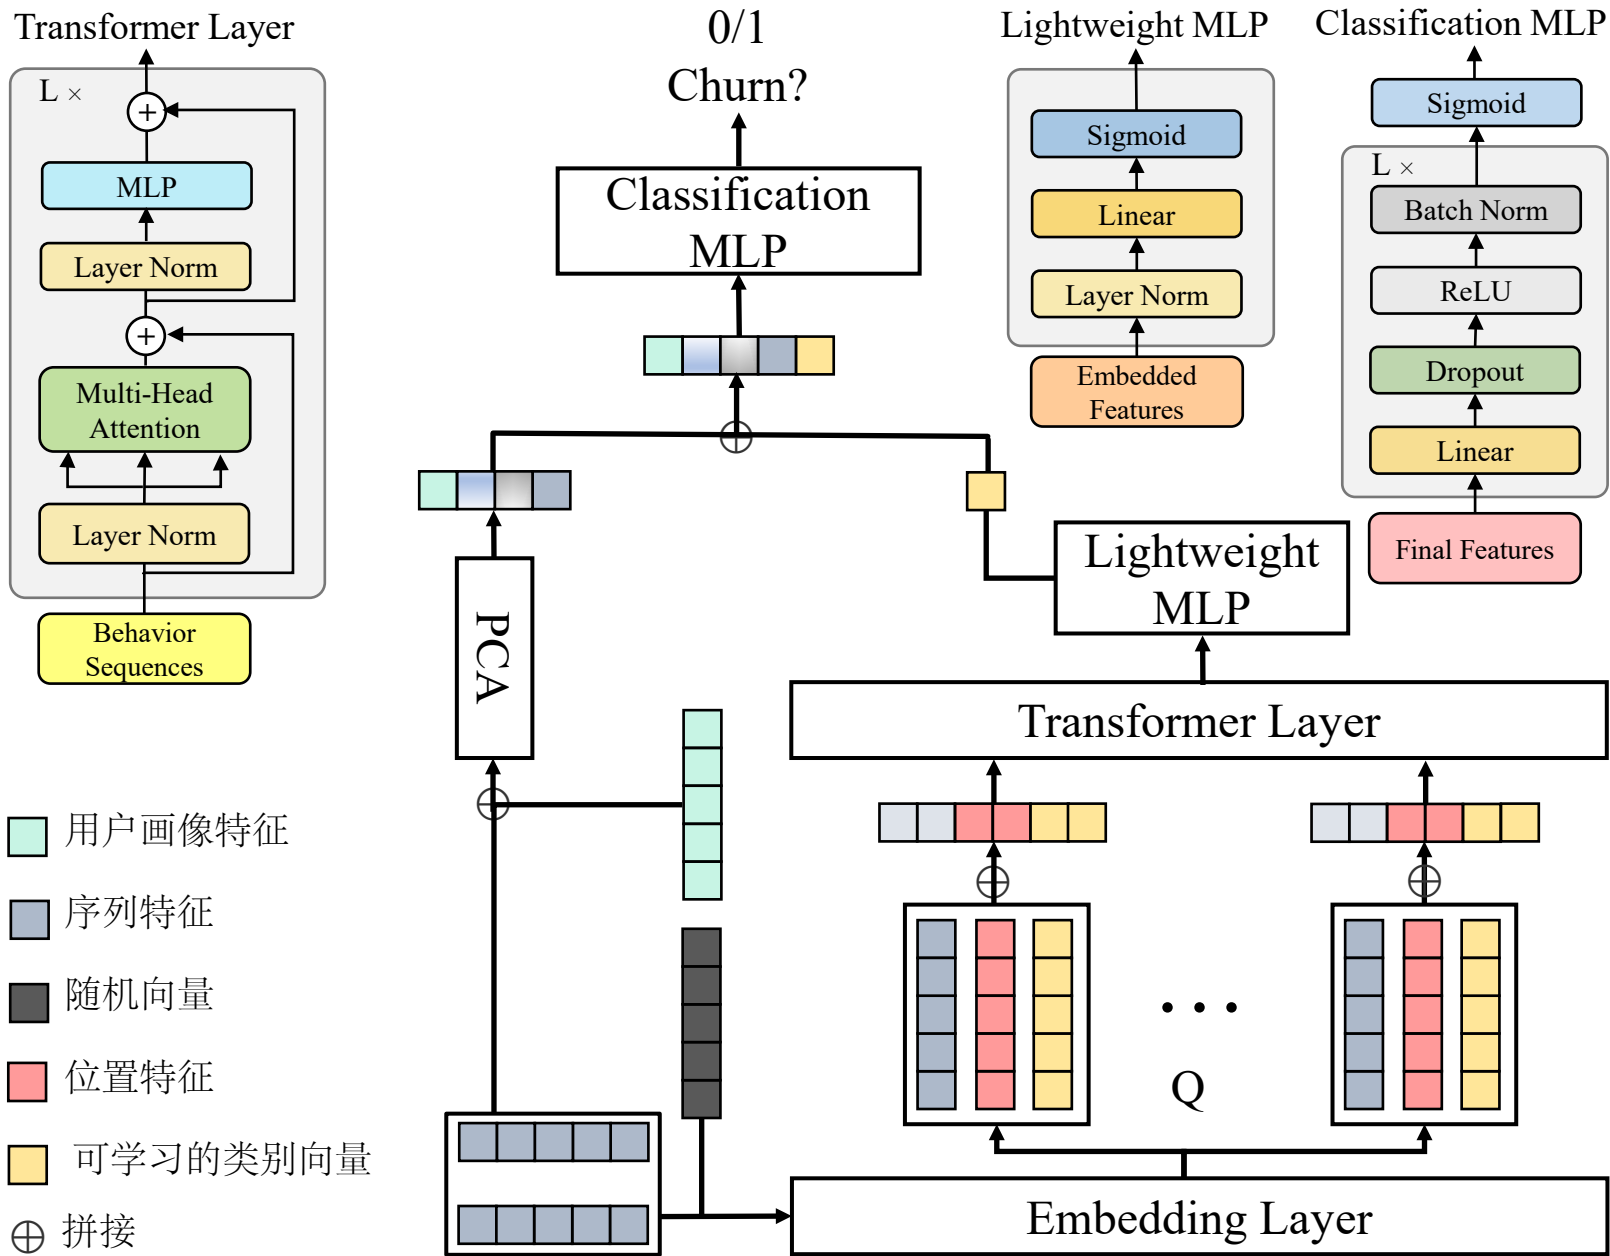 Transformer Layer
L ×
+
MLP
Layer Norm
+
Multi-Head
Attention
Layer Norm
Behavior
Sequences
0/1
Churn?
Classification
MLP
Lightweight MLP
Sigmoid
Linear
Layer Norm
Embedded
Features
Classification MLP
Sigmoid
L ×
Batch Norm
ReLU
Dropout
Linear
Final Features
PCA
Lightweight
MLP
Transformer Layer
...
Q
Embedding Layer
用户画像特征
序列特征
随机向量
位置特征
可学习的类别向量
拼接